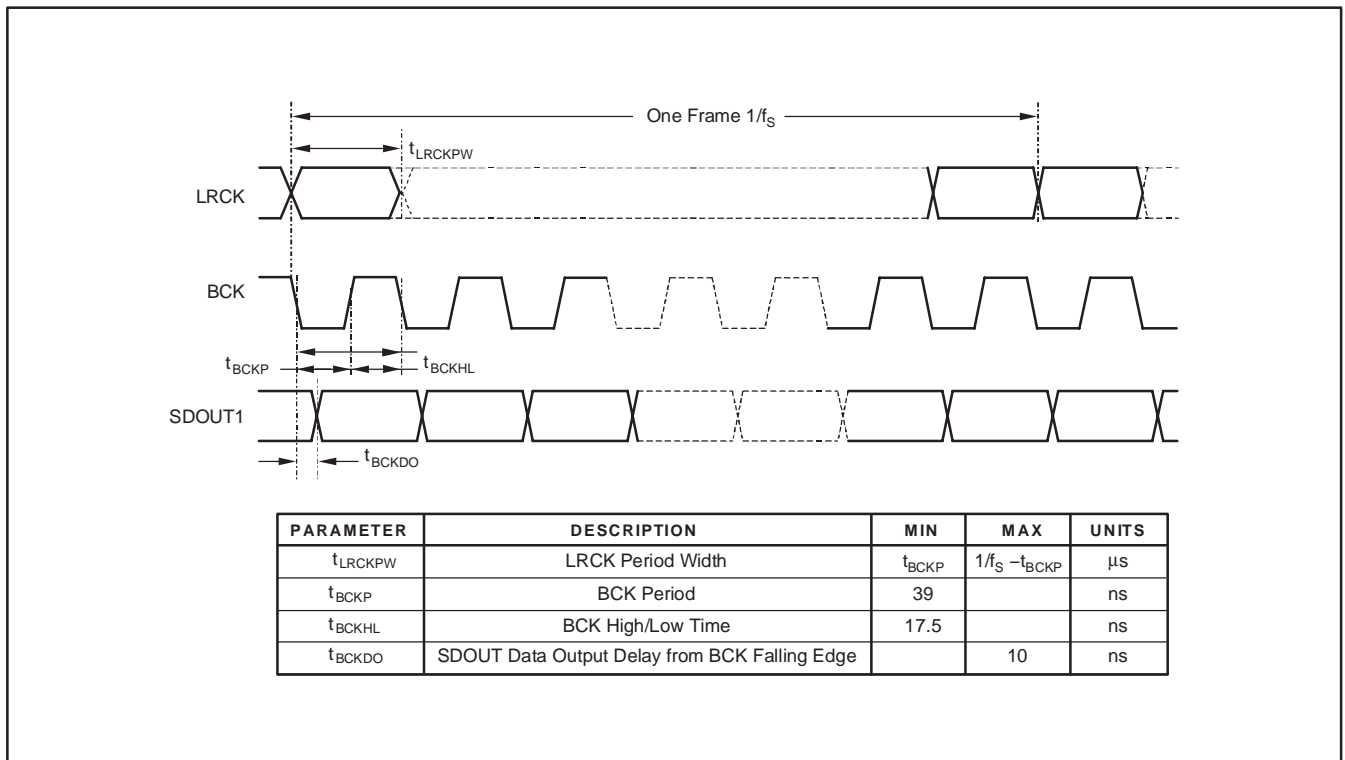 One Frame 1/fS
tLRCKPW
LRCK
BCK
tBCKP
tBCKHL
SDOUT1
tBCKDO
PARAMETER DESCRIPTION MIN MAX UNITS
tLRCKPW LRCK Period Width tBCKP 1/fS –tBCKP μs
tBCKP BCK Period 39 ns
tBCKHL BCK High/Low Time 17.5 ns
tBCKDO SDOUT Data Output Delay from BCK Falling Edge 10 ns